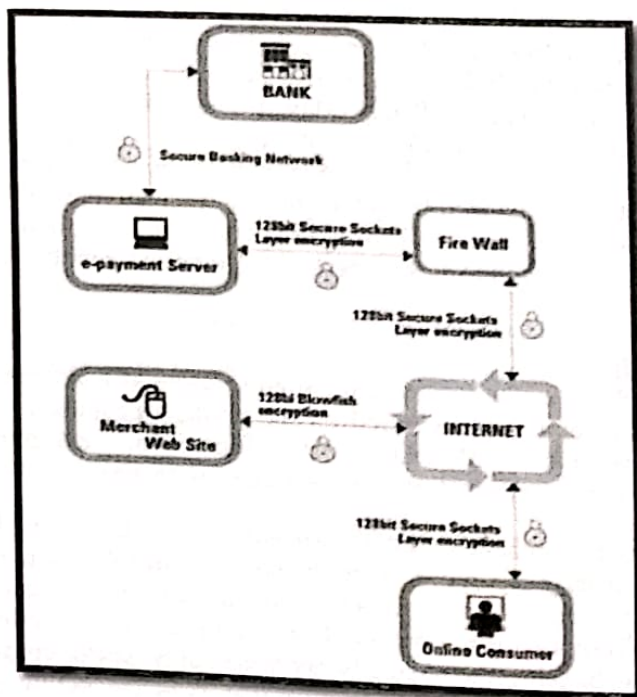 BANK
Secure Banking Network
128bit Secure Sockets
Layer encryption
e-payment Server
Fire Wall
128bit Secure Sockets
Layer encryption
128bi Blowfish
encryption
Merchant
Web Site
INTERNET
128bit Secure Sockets
Layer encryption
Online Consumer